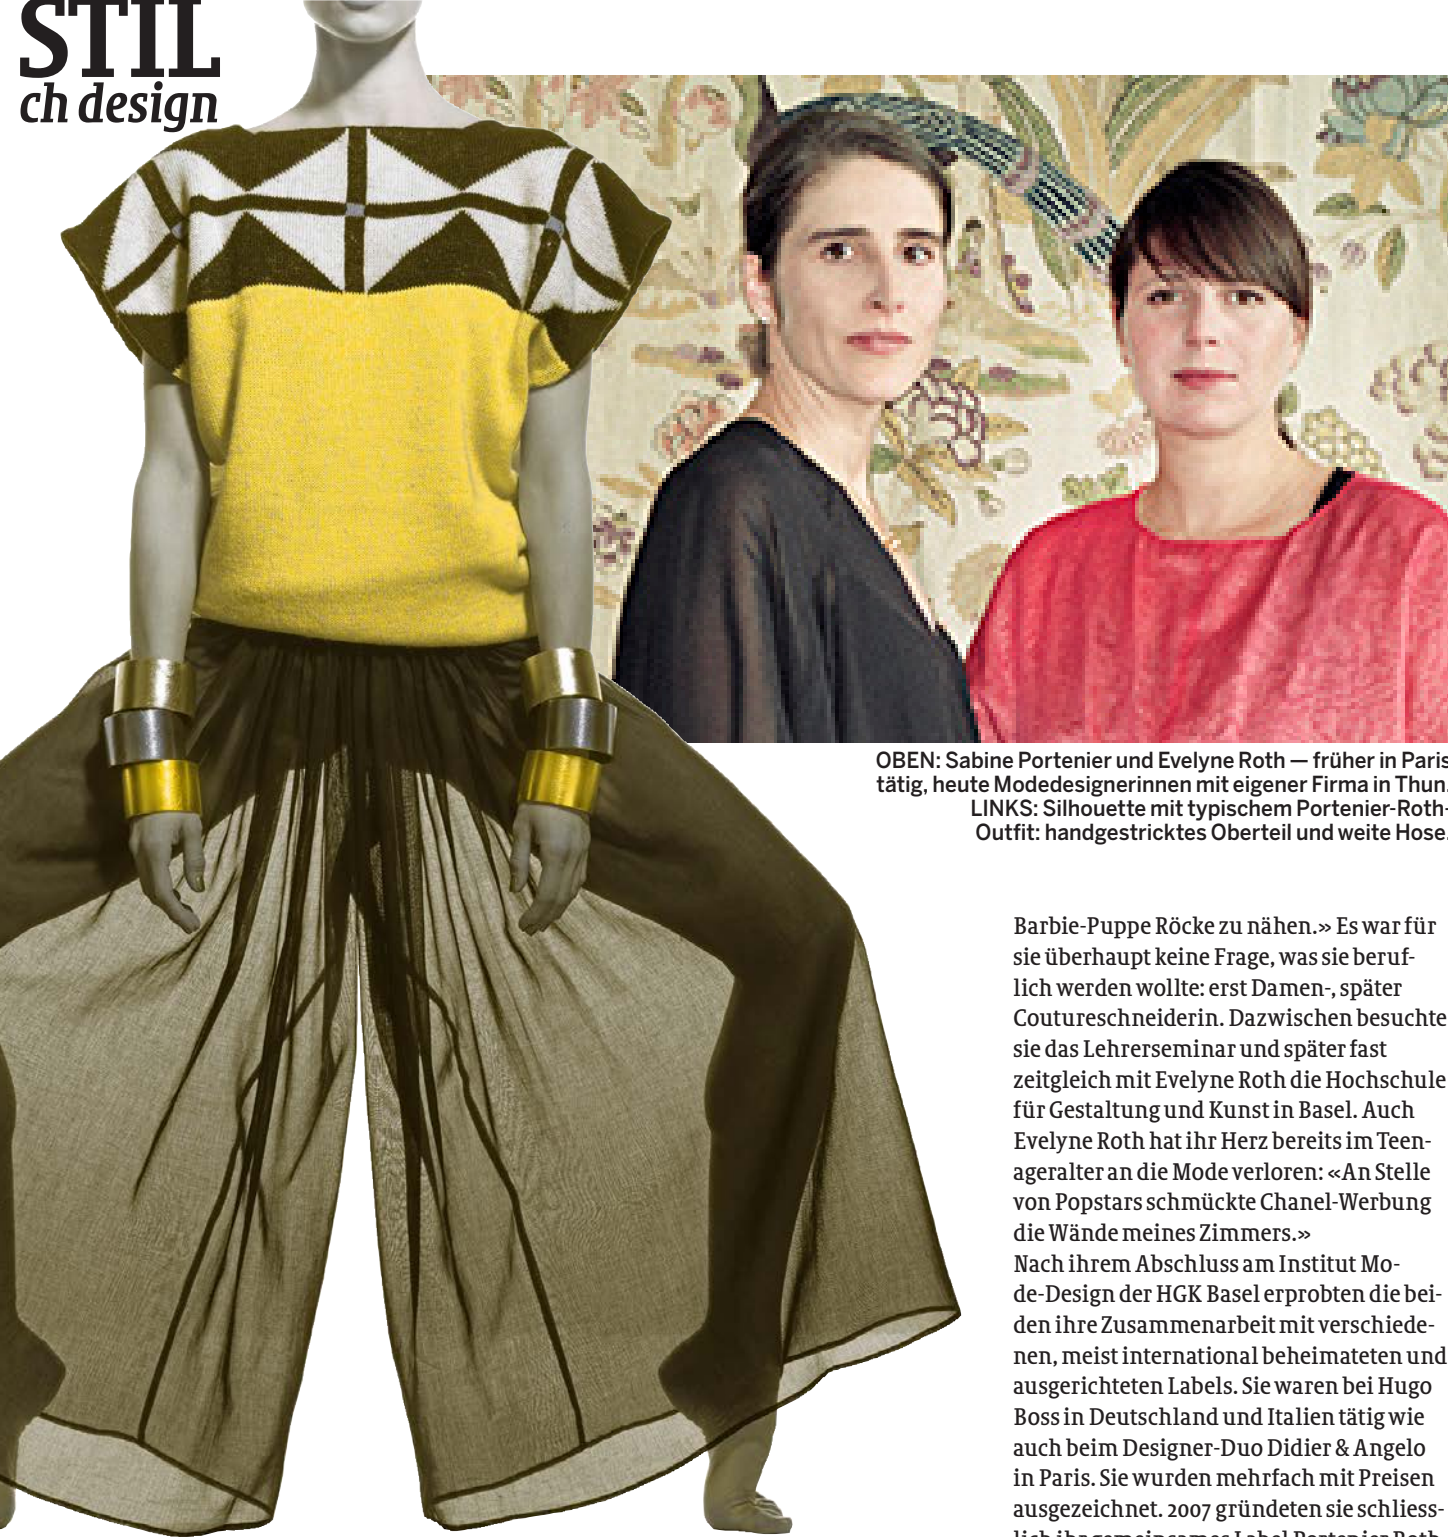 STIL
ch design
OBEN: Sabine Portenier und Evelyne Roth — früher in Paris
tätig, heute Modedesignerinnen mit eigener Firma in Thun.
LINKS: Silhouette mit typischem Portenier-Roth-
Outfit: handgestricktes Oberteil und weite Hose.
Barbie-Puppe Röcke zu nähen.» Es war für
sie überhaupt keine Frage, was sie beruf-
lich werden wollte: erst Damen-, später
Coutureschneiderin. Dazwischen besuchte
sie das Lehrerseminar und später fast
zeitgleich mit Evelyne Roth die Hochschule
für Gestaltung und Kunst in Basel. Auch
Evelyne Roth hat ihr Herz bereits im Teen-
ageralter an die Mode verloren: «An Stelle
von Popstars schmückte Chanel-Werbung
die Wände meines Zimmers.»
Nach ihrem Abschluss am Institut Mo-
de-Design der HGK Basel erprobten die bei-
den ihre Zusammenarbeit mit verschiede-
nen, meist international beheimateten und
ausgerichteten Labels. Sie waren bei Hugo
Boss in Deutschland und Italien tätig wie
auch beim Designer-Duo Didier & Angelo
in Paris. Sie wurden mehrfach mit Preisen
ausgezeichnet. 2007 gründeten sie schliess-
lich ihr gemeinsames Label Portenier Roth